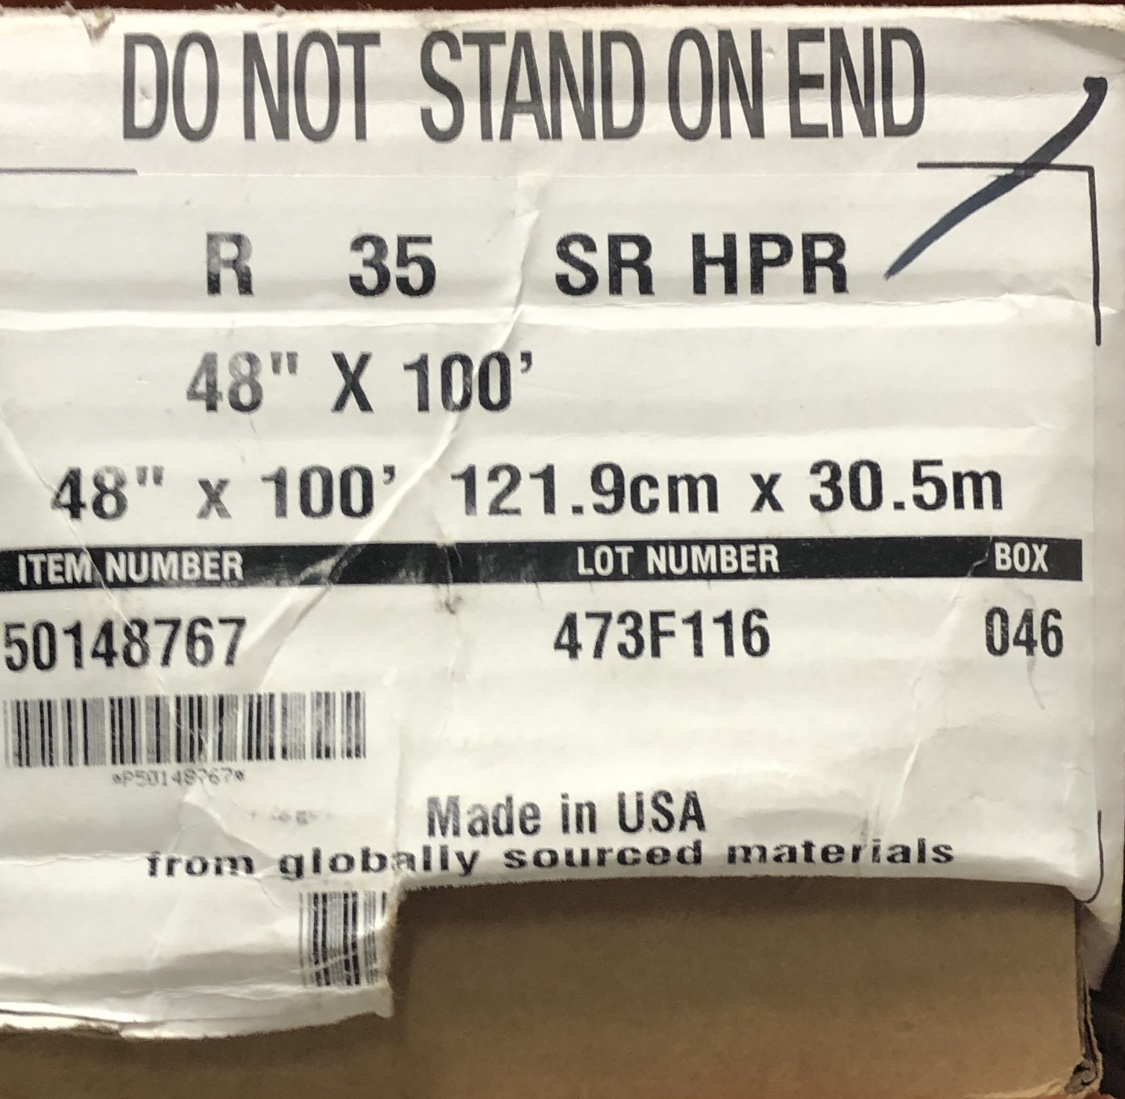 DO NOT STAND ON END
R 35 SR HPR
48" X 100’
48" x 100’ 121.9cm x 30.5m
ITEM NUMBER LOT NUMBER BOX
50148767 473F116 046
*P50148767*
Made in USA
from globally sourced materials